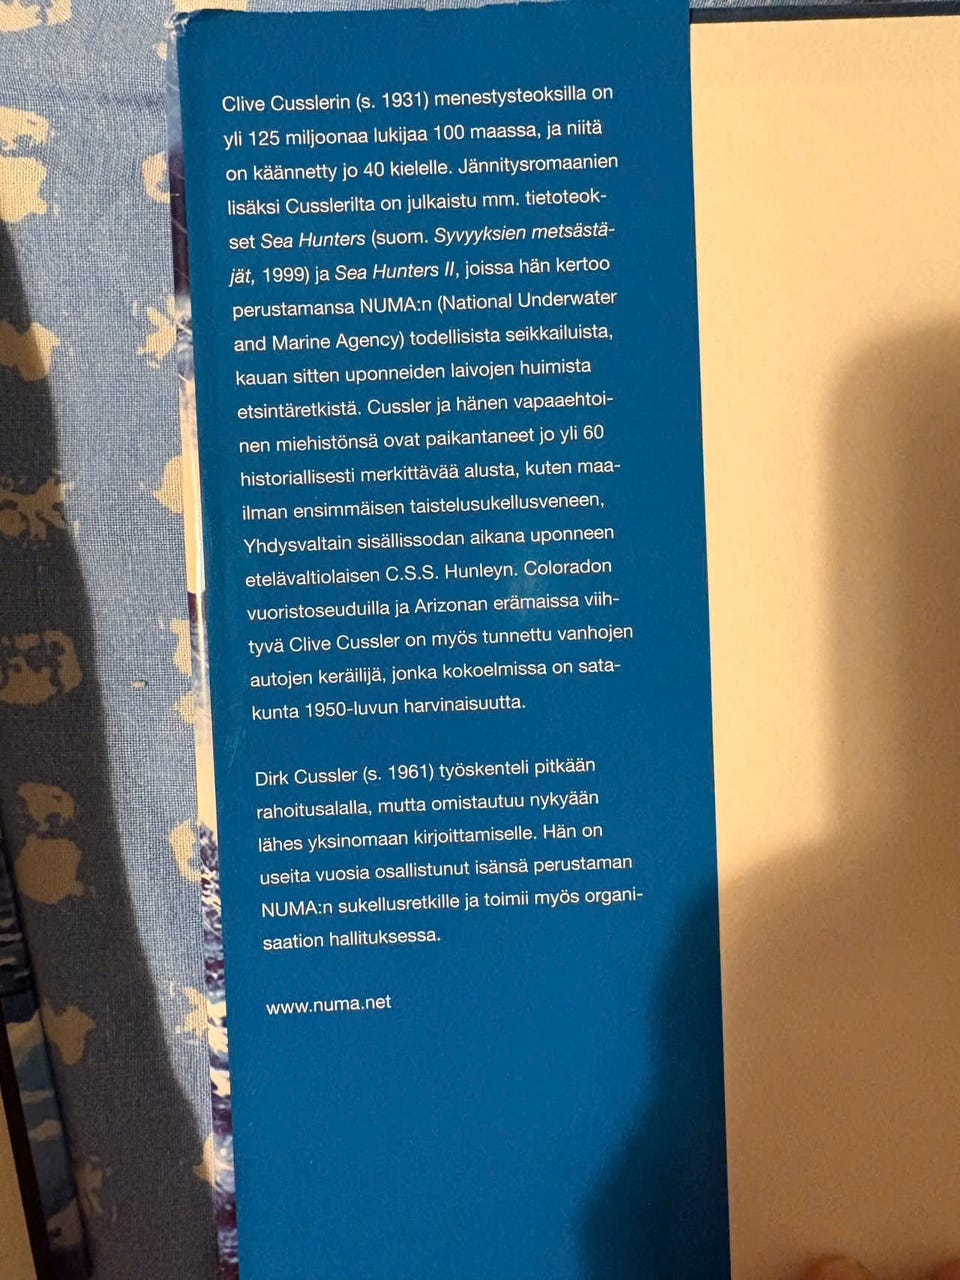 Clive Cusslerin (s. 1931) menestysteoksilla on
yli 125 miljoonaa lukijaa 100 maassa, ja niitä
on käännetty jo 40 kielelle. Jännitysromaanien
lisäksi Cusslerilta on julkaistu mm. tietoteok-
set Sea Hunters (suom. Syvyyksien metsästä-
jät, 1999) ja Sea Hunters II, joissa hän kertoo
perustamansa NUMA:n (National Underwater
and Marine Agency) todellisista seikkailuista,
kauan sitten uponneiden laivojen huimista
etsintäretkistä. Cussler ja hänen vapaaehtoi-
nen miehistönsä ovat paikantaneet jo yli 60
historiallisesti merkittävää alusta, kuten maa-
ilman ensimmäisen taistelusukellusveneen,
Yhdysvaltain sisällissodan aikana uponneen
etelävaltiolaisen C.S.S. Hunleyn. Coloradon
vuoristoseuduilla ja Arizonan erämaissa viih-
tyvä Clive Cussler on myös tunnettu vanhojen
autojen keräilijä, jonka kokoelmissa on sata-
kunta 1950-luvun harvinaisuutta.
Dirk Cussler (s. 1961) työskenteli pitkään
rahoitusalalla, mutta omistautuu nykyään
lähes yksinomaan kirjoittamiselle. Hän on
useita vuosia osallistunut isänsä perustaman
NUMA:n sukellusretkille ja toimii myös organi-
saation hallituksessa.
www.numa.net